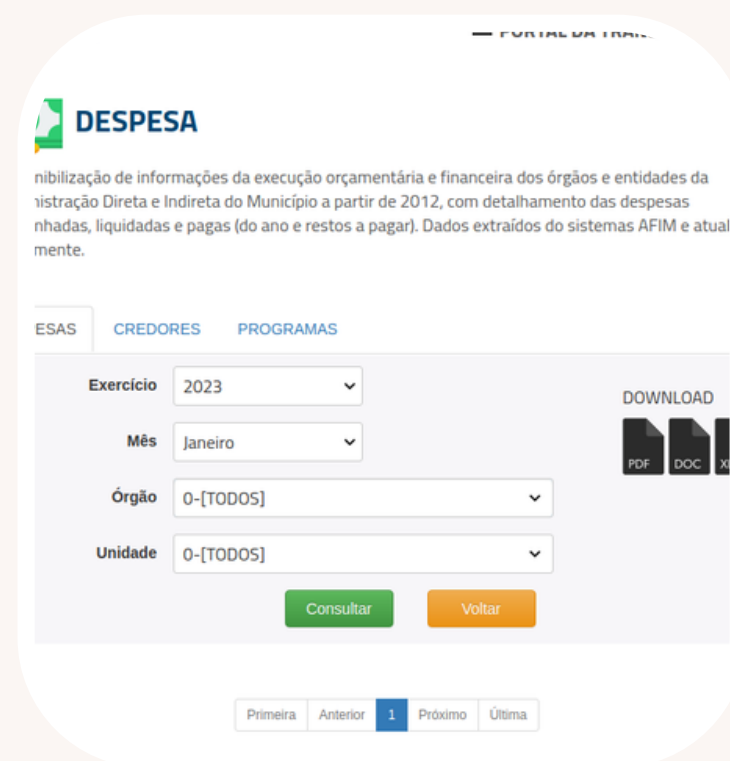 PORTAL DA TRAN
DESPESA
nibilização de informações da execução orçamentária e financeira dos órgãos e entidades da
nistração Direta e Indireta do Município a partir de 2012, com detalhamento das despesas
nhadas, liquidadas e pagas (do ano e restos a pagar). Dados extraídos do sistemas AFIM e atual
mente.
ESAS CREDORES PROGRAMAS
Exercício 2023
DOWNLOAD
Mês Janeiro
PDF DOC
Órgão 0-[TODOS]
Unidade 0-[TODOS]
Consultar Voltar
Primeira Anterior 1 Próximo Última